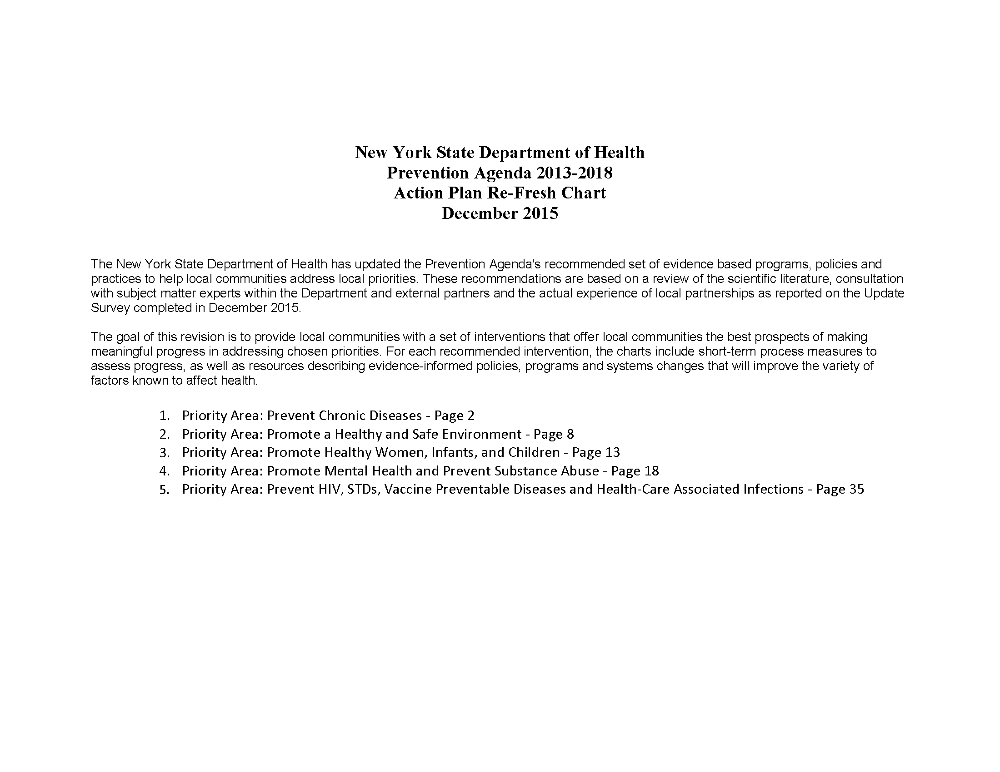 New York State Department of Health
Prevention Agenda 2013-2018
Action Plan Re-Fresh Chart
December 2015
The New York State Department of Health has updated the Prevention Agenda's recommended set of evidence based programs, policies and
practices to help local communities address local priorities. These recommendations are based on a review of the scientific literature, consultation
with subject matter experts within the Department and external partners and the actual experience of local partnerships as reported on the Update
Survey completed in December 2015.
The goal of this revision is to provide local communities with a set of interventions that offer local communities the best prospects of making
meaningful progress in addressing chosen priorities. For each recommended intervention, the charts include short-term process measures to
assess progress, as well as resources describing evidence-informed policies, programs and systems changes that will improve the variety of
factors known to affect health.
1. Priority Area: Prevent Chronic Diseases - Page 2
2. Priority Area: Promote a Healthy and Safe Environment - Page 8
3. Priority Area: Promote Healthy Women, Infants, and Children - Page 13
4. Priority Area: Promote Mental Health and Prevent Substance Abuse - Page 18
5. Priority Area: Prevent HIV, STDs, Vaccine Preventable Diseases and Health-Care Associated Infections - Page 35